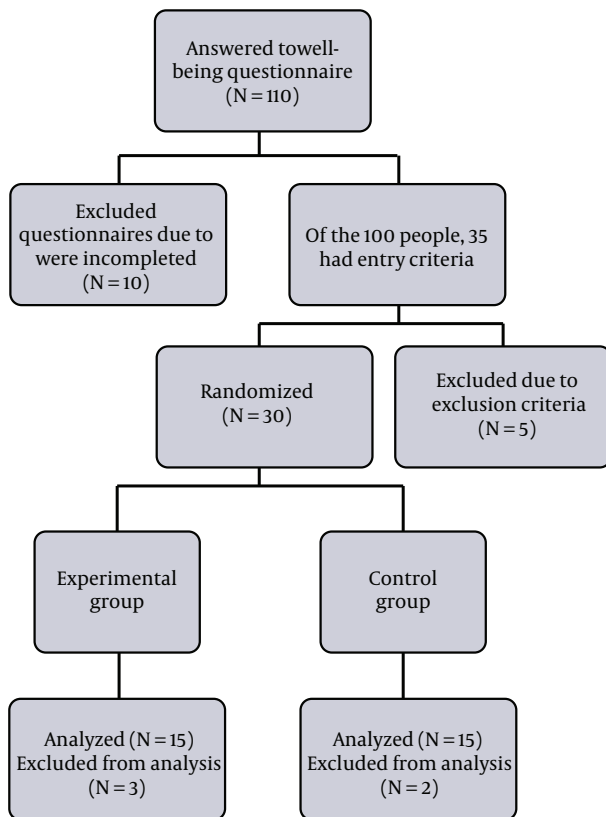 Answered towell-
being questionnaire
(N = 110)
Excluded
questionnaires due to
were incompleted
(N = 10)
Of the 100 people, 35
had entry criteria
Randomized
(N = 30)
Excluded due to
exclusion criteria
(N = 5)
Experimental
group
Control
group
Analyzed (N = 15)
Excluded from analysis
(N = 3)
Analyzed (N = 15)
Excluded from analysis
(N = 2)